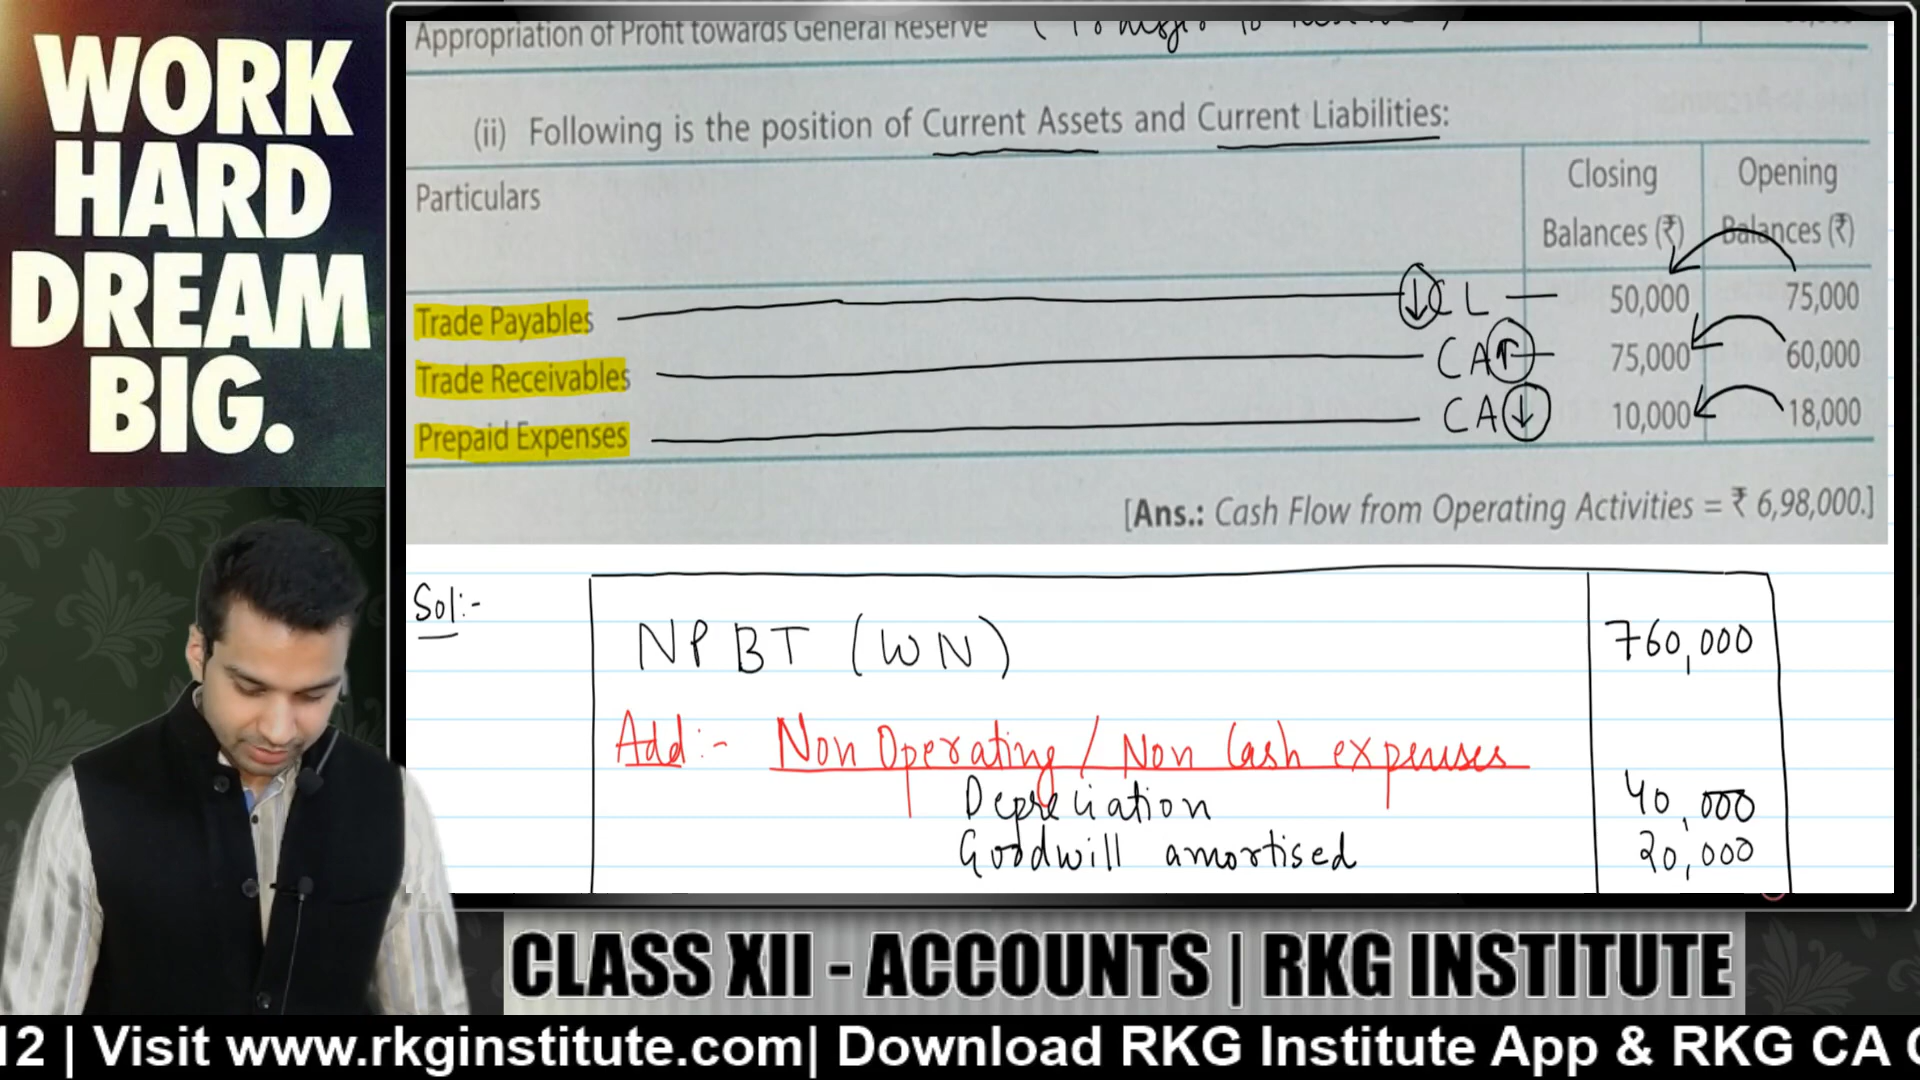 WORK
HARD
DREAM
BIG.
Appropriation of Profit towards General Reserve
(ii) Following is the position of Current Assets and Current Liabilities:
Particulars Closing Balances (₹) Opening Balances (₹)
Trade Payables ↓CL 50,000 75,000
Trade Receivables CA↑ 75,000 60,000
Prepaid Expenses CA↓ 10,000 18,000
[Ans.: Cash Flow from Operating Activities = ₹ 6,98,000.]
Sol:-
NPBT (WN) 760,000
Add:- Non Operating / Non Cash expenses
Depreciation 40,000
Goodwill amortised 20,000
CLASS XII - ACCOUNTS | RKG INSTITUTE
12 | Visit www.rkginstitute.com| Download RKG Institute App & RKG CA